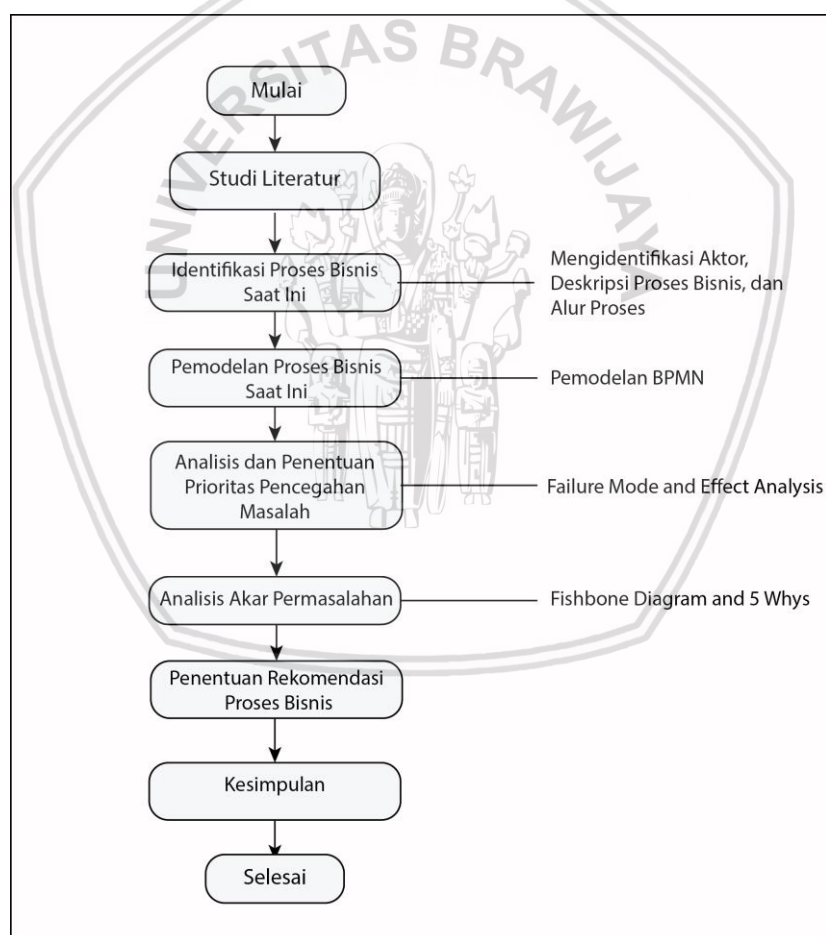 UNIVERSITAS BRAWIJAYA
Mulai
Studi Literatur
Identifikasi Proses Bisnis
Saat Ini
Mengidentifikasi Aktor,
Deskripsi Proses Bisnis, dan
Alur Proses
Pemodelan Proses Bisnis
Saat Ini
Pemodelan BPMN
Analisis dan Penentuan
Prioritas Pencegahan
Masalah
Failure Mode and Effect Analysis
Analisis Akar Permasalahan
Fishbone Diagram and 5 Whys
Penentuan Rekomendasi
Proses Bisnis
Kesimpulan
Selesai